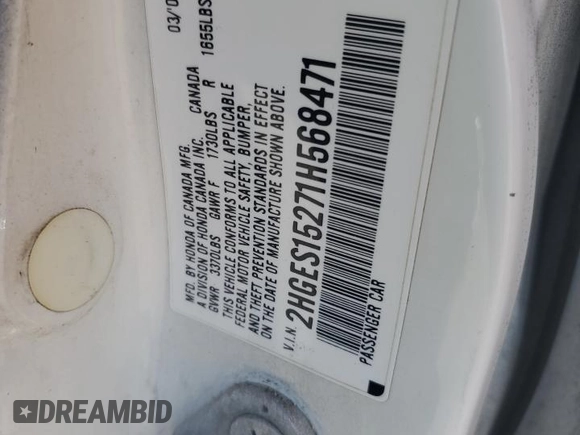 MFD. BY HONDA OF CANADA MFG.
A DIVISION OF HONDA CANADA INC. CANADA 03/'0
GVWR 3370LBS GAWR F 1730LBS R 1655LBS
THIS VEHICLE CONFORMS TO ALL APPLICABLE
FEDERAL MOTOR VEHICLE SAFETY, BUMPER,
AND THEFT PREVENTION STANDARDS IN EFFECT
ON THE DATE OF MANUFACTURE SHOWN ABOVE.
V.I.N. 2HGES15271H568471
PASSENGER CAR
DREAMBID